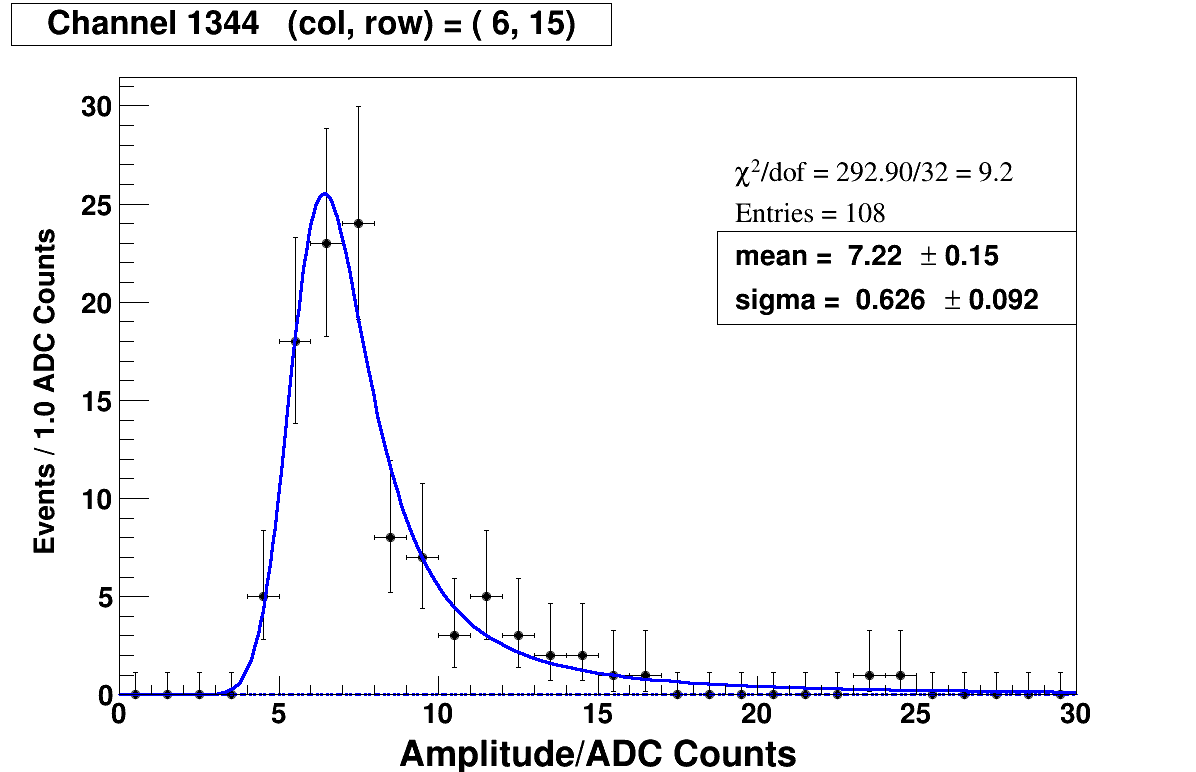 Channel 1344 (col, row) = ( 6, 15)
χ²/dof = 292.90/32 = 9.2
Entries = 108
mean = 7.22 ± 0.15
sigma = 0.626 ± 0.092
Events / 1.0 ADC Counts
30
25
20
15
10
5
0
0 5 10 15 20 25 30
Amplitude/ADC Counts